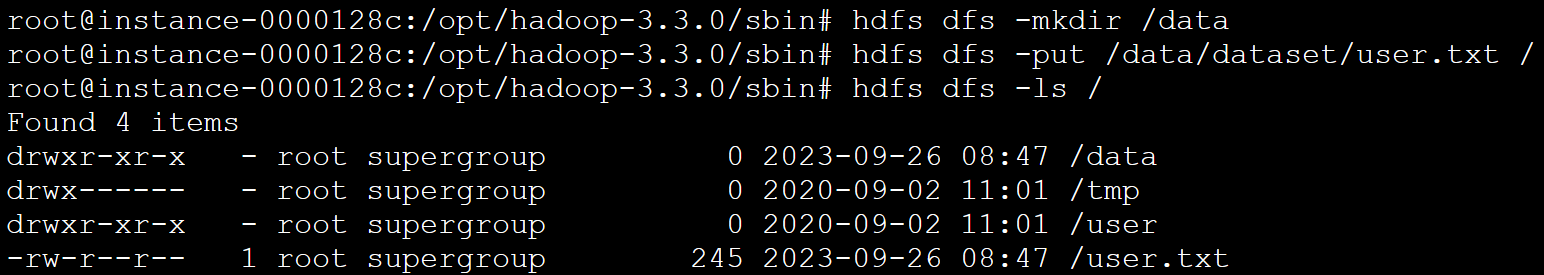 root@instance-0000128c:/opt/hadoop-3.3.0/sbin# hdfs dfs -mkdir /data
root@instance-0000128c:/opt/hadoop-3.3.0/sbin# hdfs dfs -put /data/dataset/user.txt /
root@instance-0000128c:/opt/hadoop-3.3.0/sbin# hdfs dfs -ls /
Found 4 items
drwxr-xr-x   - root supergroup          0 2023-09-26 08:47 /data
drwx------   - root supergroup          0 2020-09-02 11:01 /tmp
drwxr-xr-x   - root supergroup          0 2020-09-02 11:01 /user
-rw-r--r--   1 root supergroup        245 2023-09-26 08:47 /user.txt